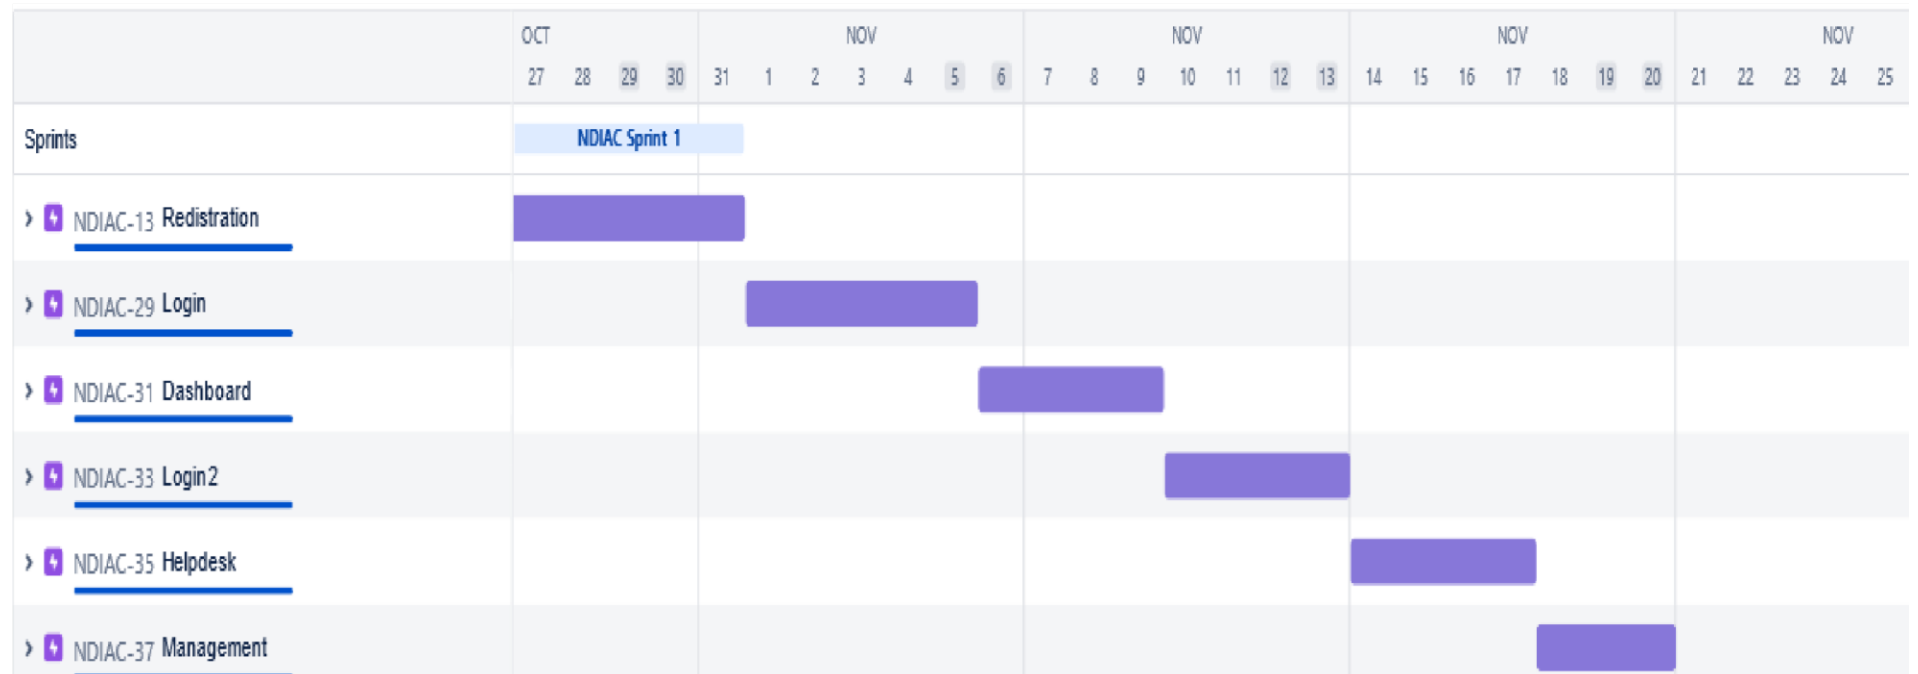 OCT NOV NOV NOV NOV
27 28 29 30 31 1 2 3 4 5 6 7 8 9 10 11 12 13 14 15 16 17 18 19 20 21 22 23 24 25
Sprints NDIAC Sprint 1
NDIAC-13 Redistration
NDIAC-29 Login
NDIAC-31 Dashboard
NDIAC-33 Login2
NDIAC-35 Helpdesk
NDIAC-37 Management